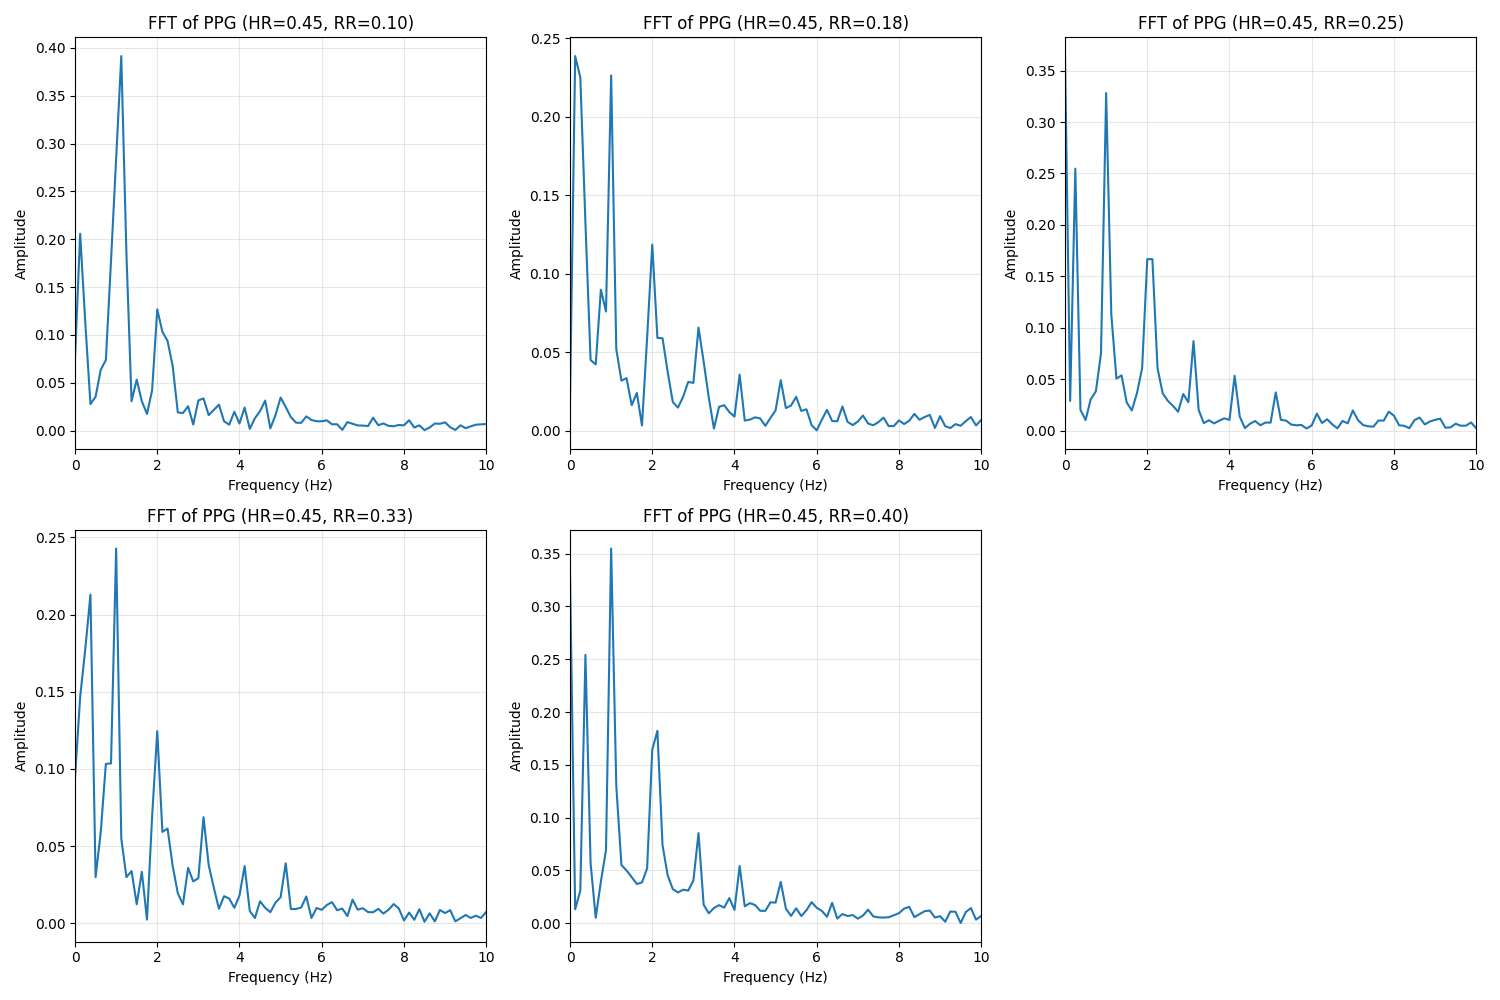 FFT of PPG (HR=0.45, RR=0.10)
Amplitude
0.40
0.35
0.30
0.25
0.20
0.15
0.10
0.05
0.00
0 2 4 6 8 10
Frequency (Hz)
FFT of PPG (HR=0.45, RR=0.18)
Amplitude
0.25
0.20
0.15
0.10
0.05
0.00
0 2 4 6 8 10
Frequency (Hz)
FFT of PPG (HR=0.45, RR=0.25)
Amplitude
0.35
0.30
0.25
0.20
0.15
0.10
0.05
0.00
0 2 4 6 8 10
Frequency (Hz)
FFT of PPG (HR=0.45, RR=0.33)
Amplitude
0.25
0.20
0.15
0.10
0.05
0.00
0 2 4 6 8 10
Frequency (Hz)
FFT of PPG (HR=0.45, RR=0.40)
Amplitude
0.35
0.30
0.25
0.20
0.15
0.10
0.05
0.00
0 2 4 6 8 10
Frequency (Hz)